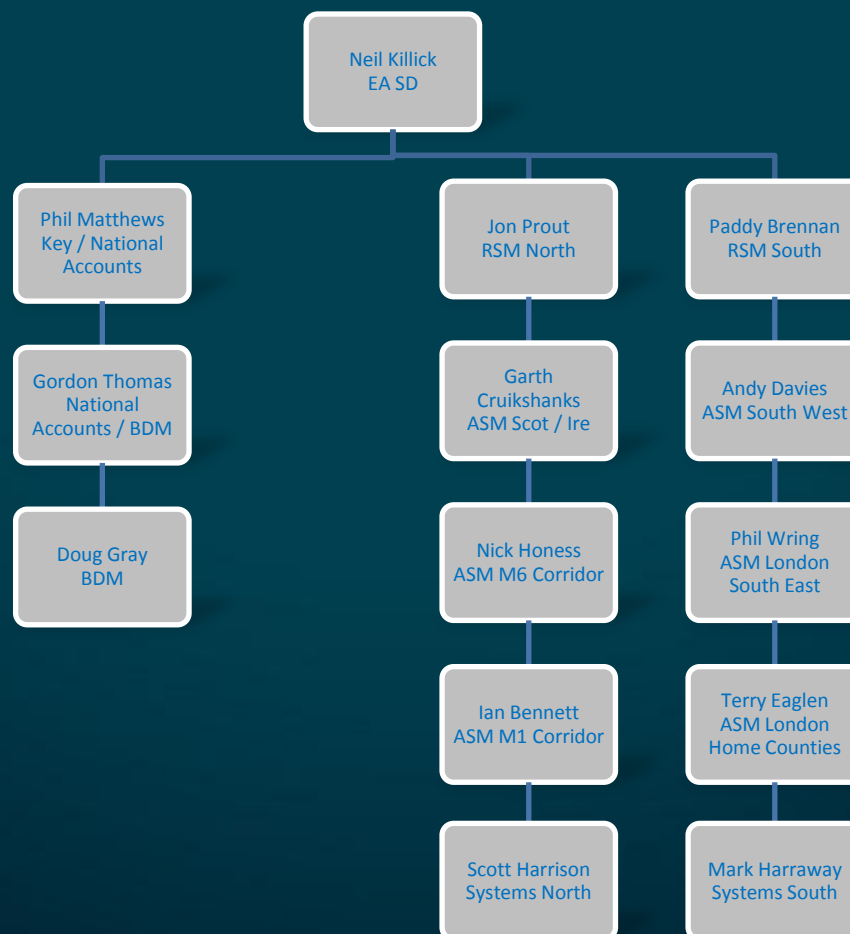 Neil Killick
EA SD
Phil Matthews
Key / National
Accounts
Jon Prout
RSM North
Paddy Brennan
RSM South
Gordon Thomas
National
Accounts / BDM
Garth
Cruikshanks
ASM Scot / Ire
Andy Davies
ASM South West
Doug Gray
BDM
Nick Honess
ASM M6 Corridor
Phil Wring
ASM London
South East
Ian Bennett
ASM M1 Corridor
Terry Eaglen
ASM London
Home Counties
Scott Harrison
Systems North
Mark Harraway
Systems South